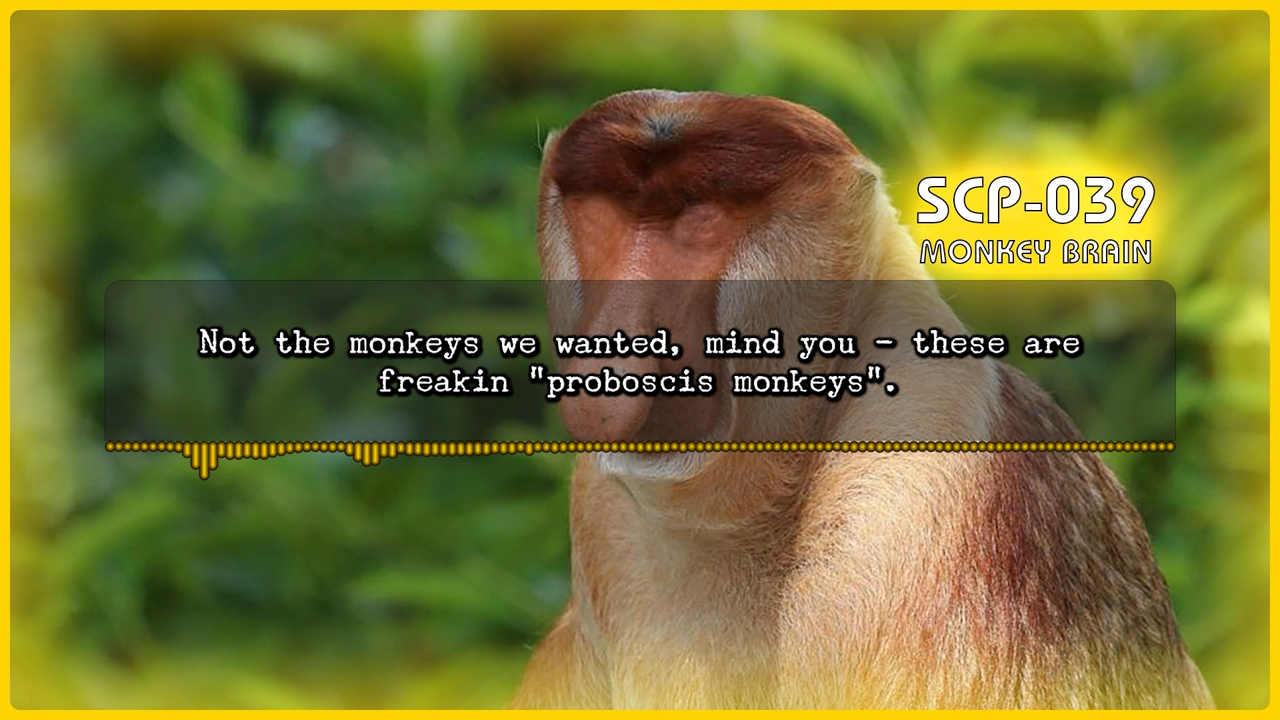 SCP-039
MONKEY BRAIN
Not the monkeys we wanted, mind you - these are
freakin "proboscis monkeys".